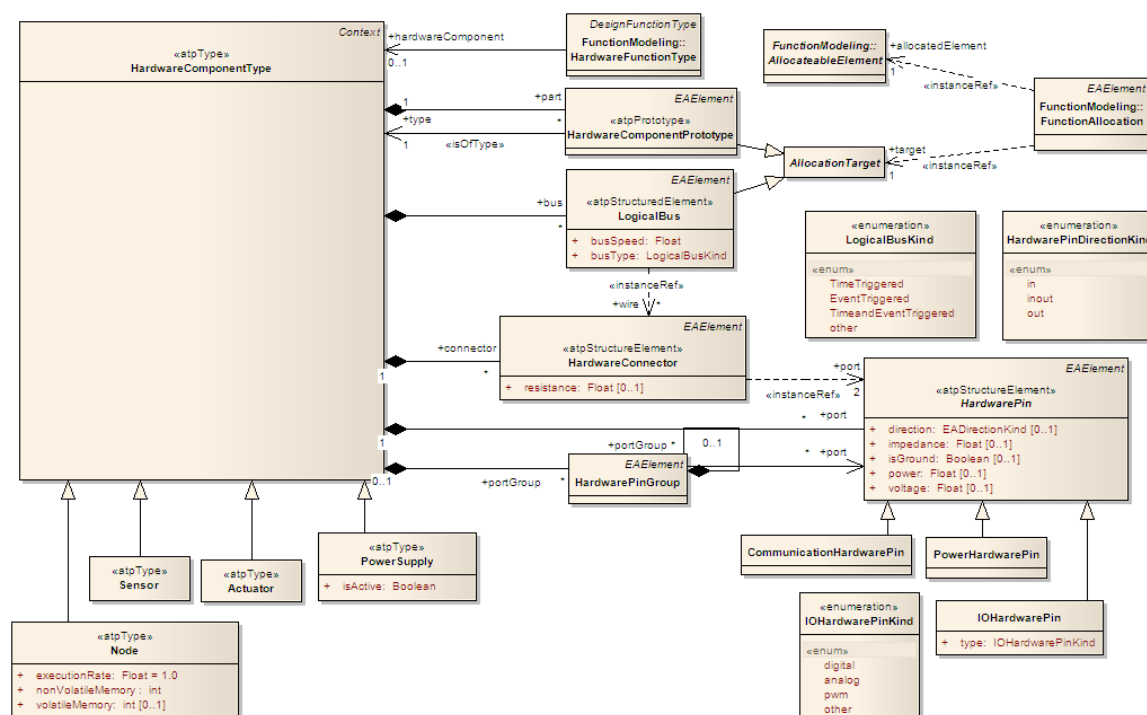 Context
«atpType»
HardwareComponentType
+hardwareComponent
0..1
DesignFunctionType
FunctionModeling::
HardwareFunctionType
FunctionModeling::
AllocateableElement
+allocatedElement
1
«instanceRef»
EAElement
FunctionModeling::
FunctionAllocation
1
+part
*
+type
1
«isOfType»
EAElement
«atpPrototype»
HardwareComponentPrototype
AllocationTarget
+target
1
«instanceRef»
+bus
*
EAElement
«atpStructuredElement»
LogicalBus
+ busSpeed: Float
+ busType: LogicalBusKind
«enumeration»
LogicalBusKind
«enum»
TimeTriggered
EventTriggered
TimeandEventTriggered
other
«enumeration»
HardwarePinDirectionKind
«enum»
in
inout
out
«instanceRef»
+wire *
+connector
*
1
EAElement
«atpStructureElement»
HardwareConnector
+ resistance: Float [0..1]
+port
2
«instanceRef»
EAElement
«atpStructureElement»
HardwarePin
+ direction: EADirectionKind [0..1]
+ impedance: Float [0..1]
+ isGround: Boolean [0..1]
+ power: Float [0..1]
+ voltage: Float [0..1]
1
* +port
+portGroup *
0..1
* +port
0..1
+portGroup *
EAElement
HardwarePinGroup
«atpType»
Sensor
«atpType»
Actuator
«atpType»
PowerSupply
+ isActive: Boolean
CommunicationHardwarePin
PowerHardwarePin
«atpType»
Node
+ executionRate: Float = 1.0
+ nonVolatileMemory : int
+ volatileMemory: int [0..1]
«enumeration»
IOHardwarePinKind
«enum»
digital
analog
pwm
other
IOHardwarePin
+ type: IOHardwarePinKind